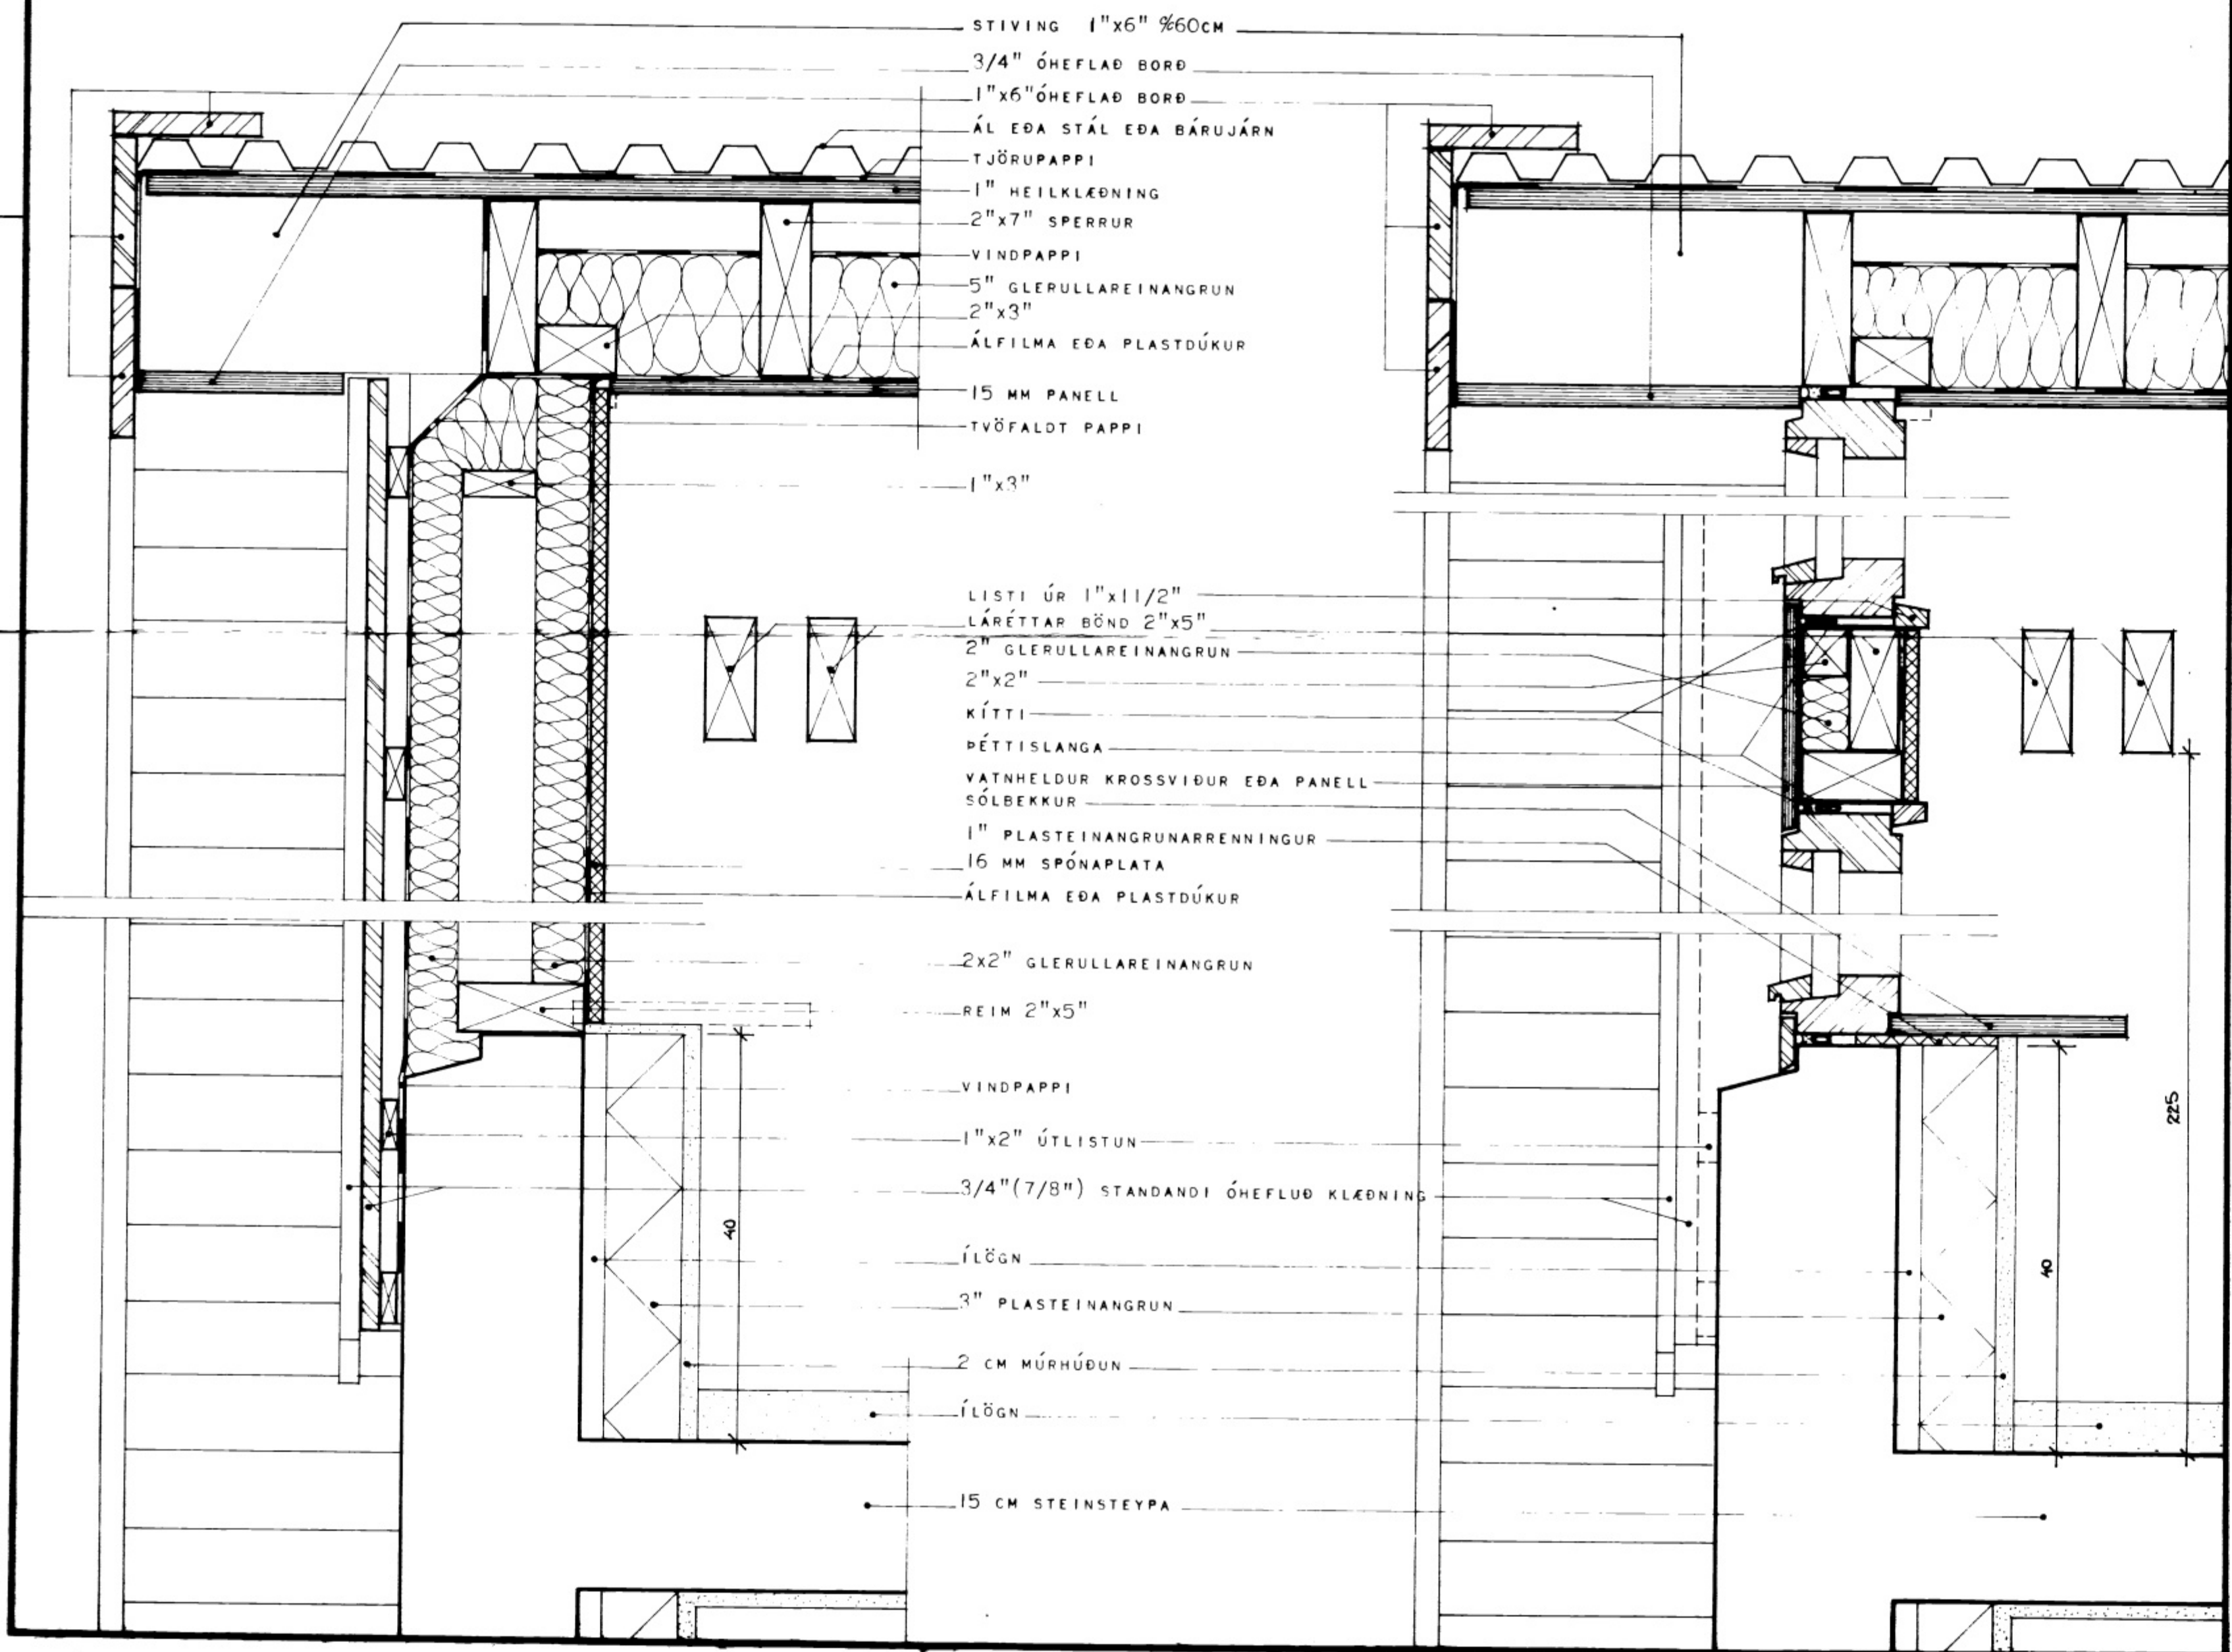 STIVING 1"x6" %60CM
3/4" ÓHEFLAÐ BORÐ
1"x6" ÓHEFLAÐ BORÐ
ÁL EÐA STÁL EÐA BÁRUJÁRN
TJÖRUPAPPI
1" HEILKLÆÐNING
2"x7" SPERRUR
VINDPAPPI
5" GLERULLAREINANGRUN
2"x3"
ÁLFILMA EÐA PLASTDÚKUR
15 MM PANELL
TVÖFALDT PAPPI
1"x3"
LISTI ÚR 1"x11/2"
LÁRÉTTAR BÖND 2"x5"
2" GLERULLAREINANGRUN
2"x2"
KÍTTI
ÞÉTTISLANGA
VATNHELDUR KROSSVIÐUR EÐA PANELL
SÓLBEKKUR
1" PLASTEINANGRUNARRENNINGUR
16 MM SPÓNAPLATA
ÁLFILMA EÐA PLASTDÚKUR
2x2" GLERULLAREINANGRUN
REIM 2"x5"
VINDPAPPI
1"x2" ÚTLISTUN
3/4"(7/8") STANDANDI ÓHEFLUÐ KLÆÐNING
ÍLÖGN
3" PLASTEINANGRUN
2 CM MÚRHÚÐUN
ÍLÖGN
15 CM STEINSTEYPA
40
40
225